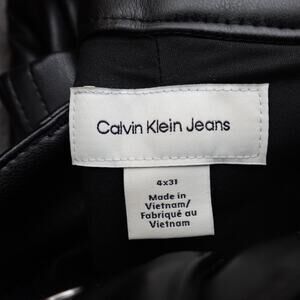 Calvin Klein Jeans
4x31
Made in
Vietnam/
Fabriqué au
Vietnam